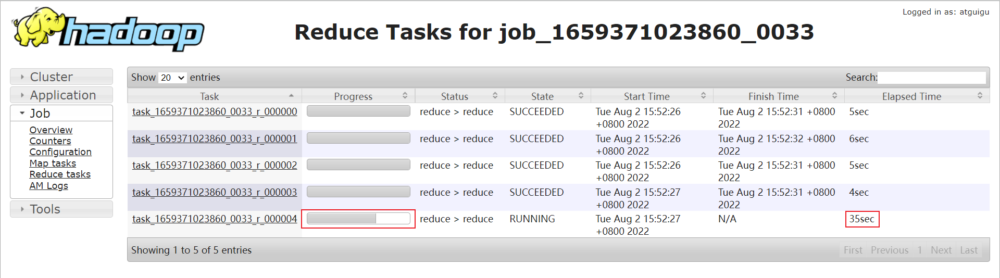 Logged in as: atguigu
hadoop
Reduce Tasks for job_1659371023860_0033
Cluster
Application
Job
Overview
Counters
Configuration
Map tasks
Reduce tasks
AM Logs
Tools
Show 20 entries
Search:
Task Progress Status State Start Time Finish Time Elapsed Time
task_1659371023860_0033_r_000000 reduce > reduce SUCCEEDED Tue Aug 2 15:52:26 Tue Aug 2 15:52:31 +0800 5sec
+0800 2022 2022
task_1659371023860_0033_r_000001 reduce > reduce SUCCEEDED Tue Aug 2 15:52:26 Tue Aug 2 15:52:32 +0800 6sec
+0800 2022 2022
task_1659371023860_0033_r_000002 reduce > reduce SUCCEEDED Tue Aug 2 15:52:26 Tue Aug 2 15:52:31 +0800 5sec
+0800 2022 2022
task_1659371023860_0033_r_000003 reduce > reduce SUCCEEDED Tue Aug 2 15:52:27 Tue Aug 2 15:52:31 +0800 4sec
+0800 2022 2022
task_1659371023860_0033_r_000004 reduce > reduce RUNNING Tue Aug 2 15:52:27 N/A 35sec
+0800 2022
Showing 1 to 5 of 5 entries
First Previous 1 Next Last